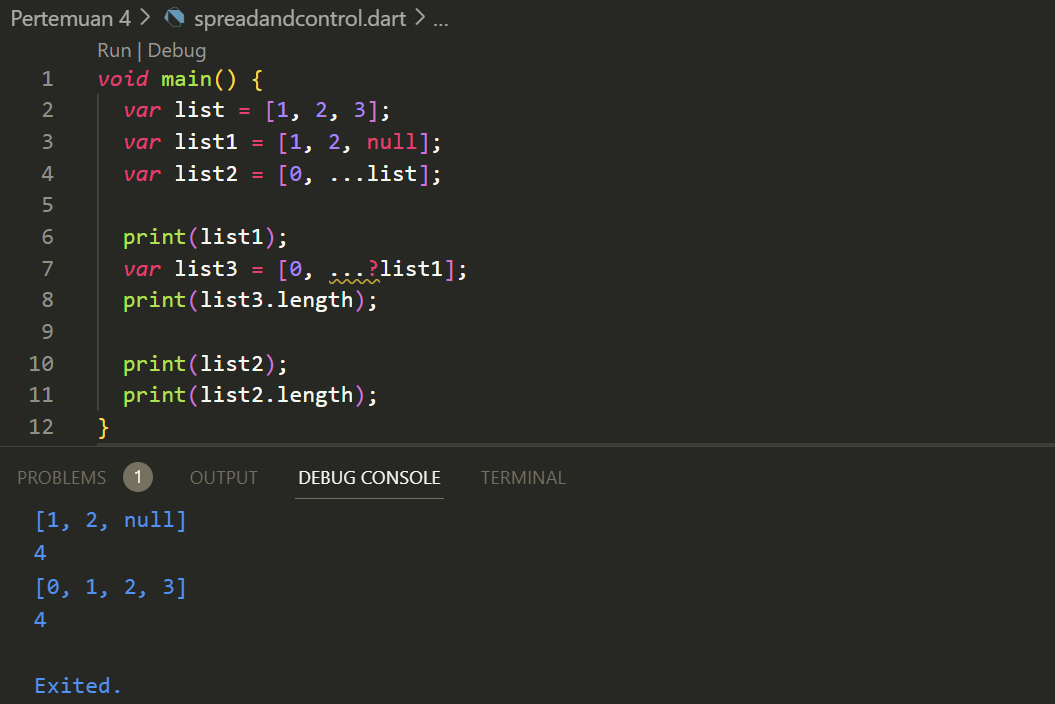 Pertemuan 4 > spreadandcontrol.dart > ...
Run | Debug
1 void main() {
2   var list = [1, 2, 3];
3   var list1 = [1, 2, null];
4   var list2 = [0, ...list];
5
6   print(list1);
7   var list3 = [0, ...?list1];
8   print(list3.length);
9
10   print(list2);
11   print(list2.length);
12 }
PROBLEMS 1 OUTPUT DEBUG CONSOLE TERMINAL
[1, 2, null]
4
[0, 1, 2, 3]
4
Exited.